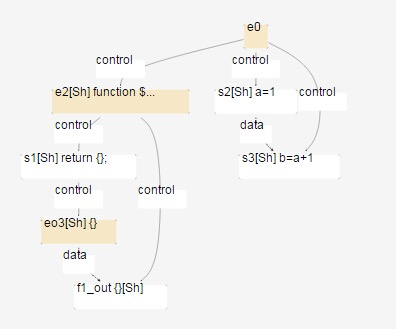 e0
control
control
e2[Sh] function $...
s2[Sh] a=1
control
control
data
s1[Sh] return {};
s3[Sh] b=a+1
control
control
eo3[Sh] {}
data
f1_out {}[Sh]